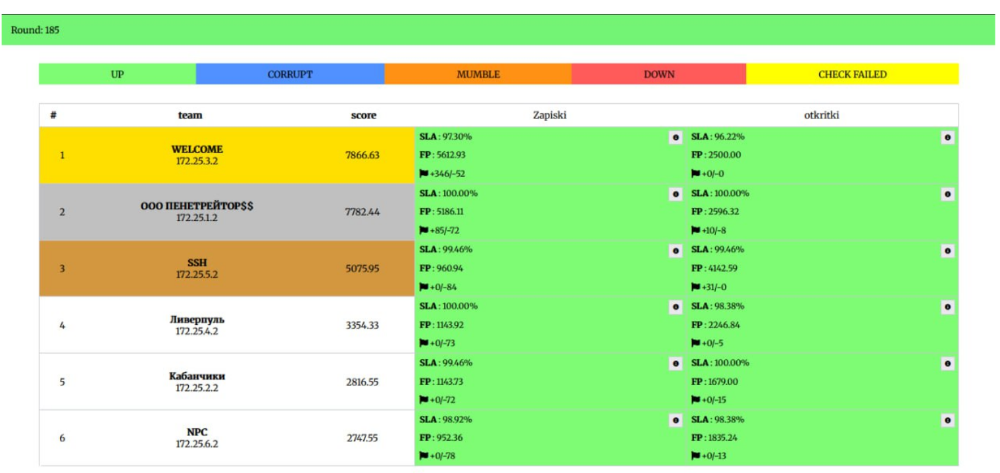 Round: 185
UP CORRUPT MUMBLE DOWN CHECK FAILED
# team score Zapiski otkritki
1 WELCOME 172.25.3.2 7866.63
SLA : 97.30%
FP : 5612.93
+346/-52
SLA : 96.22%
FP : 2500.00
+0/-0
2 ООО ПЕНЕТРЕЙТОР$$ 172.25.1.2 7782.44
SLA : 100.00%
FP : 5186.11
+85/-72
SLA : 100.00%
FP : 2596.32
+10/-8
3 SSH 172.25.5.2 5075.95
SLA : 99.46%
FP : 960.94
+0/-84
SLA : 99.46%
FP : 4142.59
+31/-0
4 Ливерпуль 172.25.4.2 3354.33
SLA : 100.00%
FP : 1143.92
+0/-73
SLA : 98.38%
FP : 2246.84
+0/-5
5 Кабанчики 172.25.2.2 2816.55
SLA : 99.46%
FP : 1143.73
+0/-72
SLA : 100.00%
FP : 1679.00
+0/-15
6 NPC 172.25.6.2 2747.55
SLA : 98.92%
FP : 952.36
+0/-78
SLA : 98.38%
FP : 1835.24
+0/-13